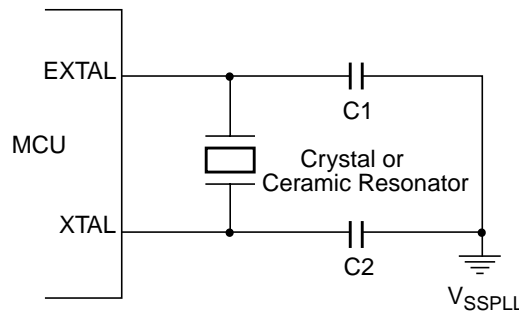 EXTAL
C1
MCU
Crystal or
Ceramic Resonator
XTAL
C2
VSSPLL